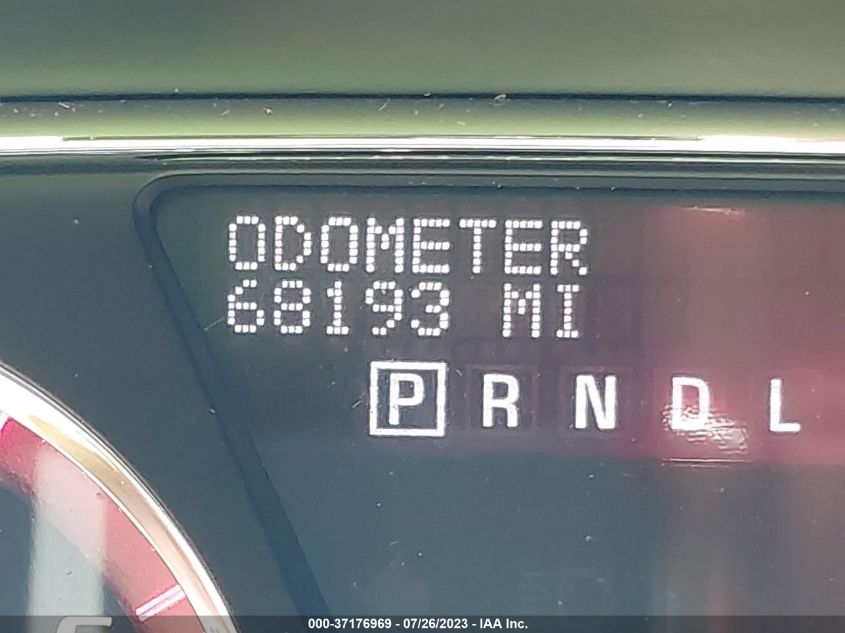 ODOMETER
68193 MI
P R N D L
000-37176969 / 07/26/2023 - IAA Inc.